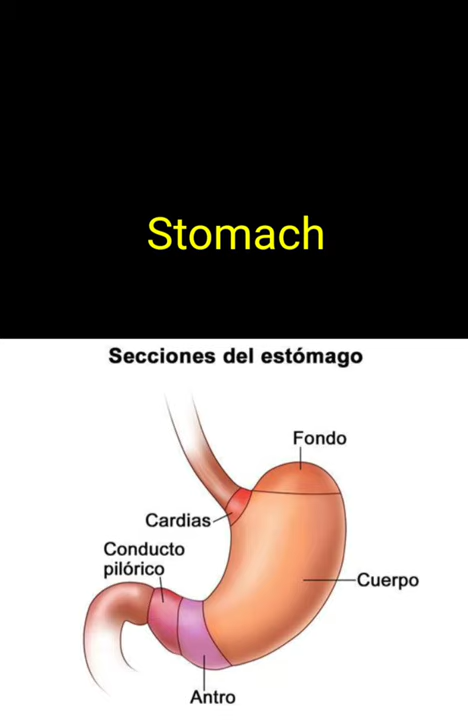 Stomach
Secciones del estómago
Fondo
Cardias
Conducto
pilórico
Cuerpo
Antro